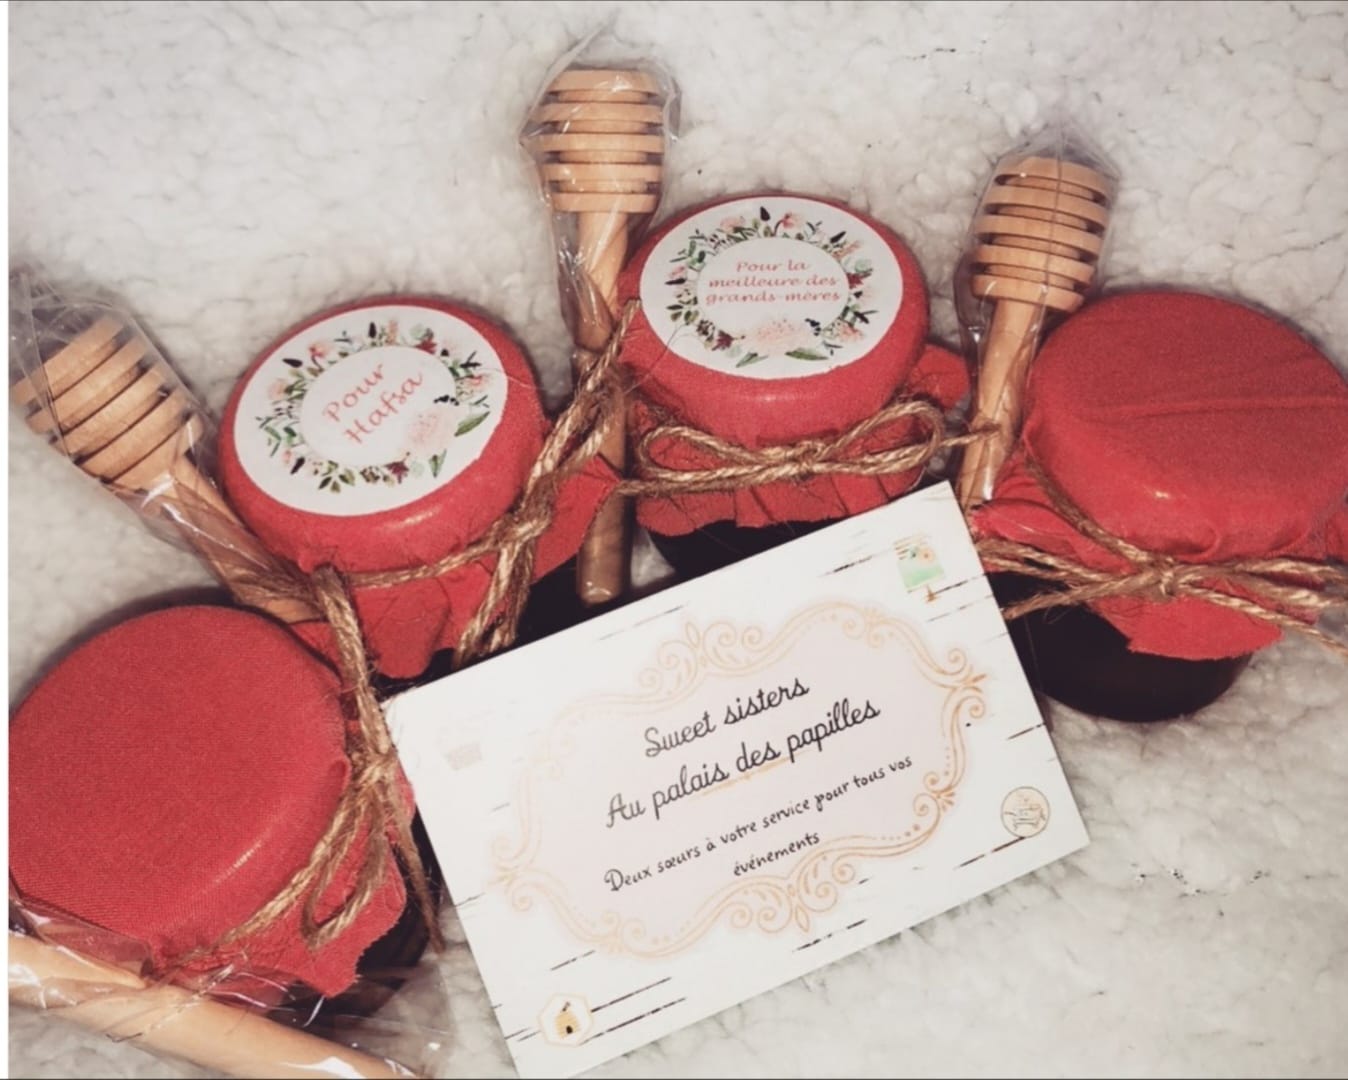 Pour
Hafsa
Pour la
meilleure des
grands-mères
Sweet sisters
Au palais des papilles
Deux sœurs à votre service pour tous vos
événements